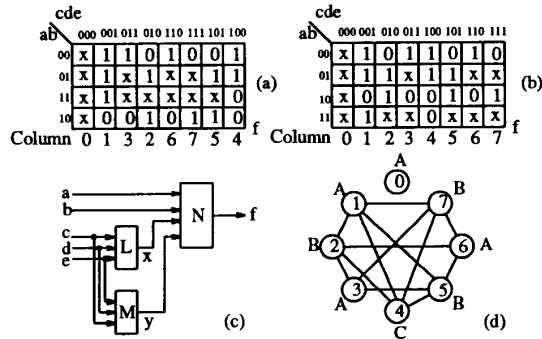 cde
ab 000 001 011 010 110 111 101 100
00 x 1 1 0 1 0 0 1
01 x 1 x 1 x x 1 1
11 x 1 x x x x x 0
10 x 0 0 1 0 1 1 0 f
Column 0 1 3 2 6 7 5 4
(a)
cde
ab 000 001 010 011 100 101 110 111
00 x 1 0 1 1 0 1 0
01 x 1 1 x 1 1 x x
10 x 0 1 0 0 1 0 1
11 x 1 x x 0 x x x f
Column 0 1 2 3 4 5 6 7
(b)
a
b
c
d
e
L
x
M
y
N
f
(c)
A
0
A
1
7
B
B
2
6
A
A
3
4
C
5
B
(d)